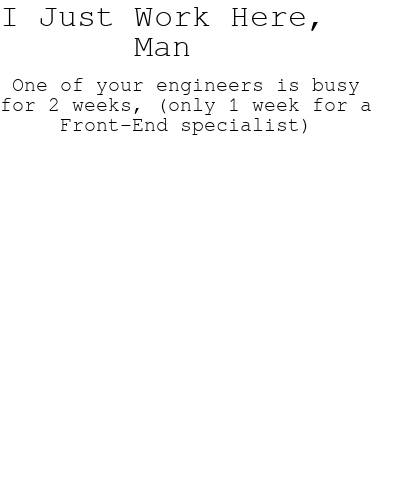 I Just Work Here,
Man
One of your engineers is busy
for 2 weeks, (only 1 week for a
Front-End specialist)